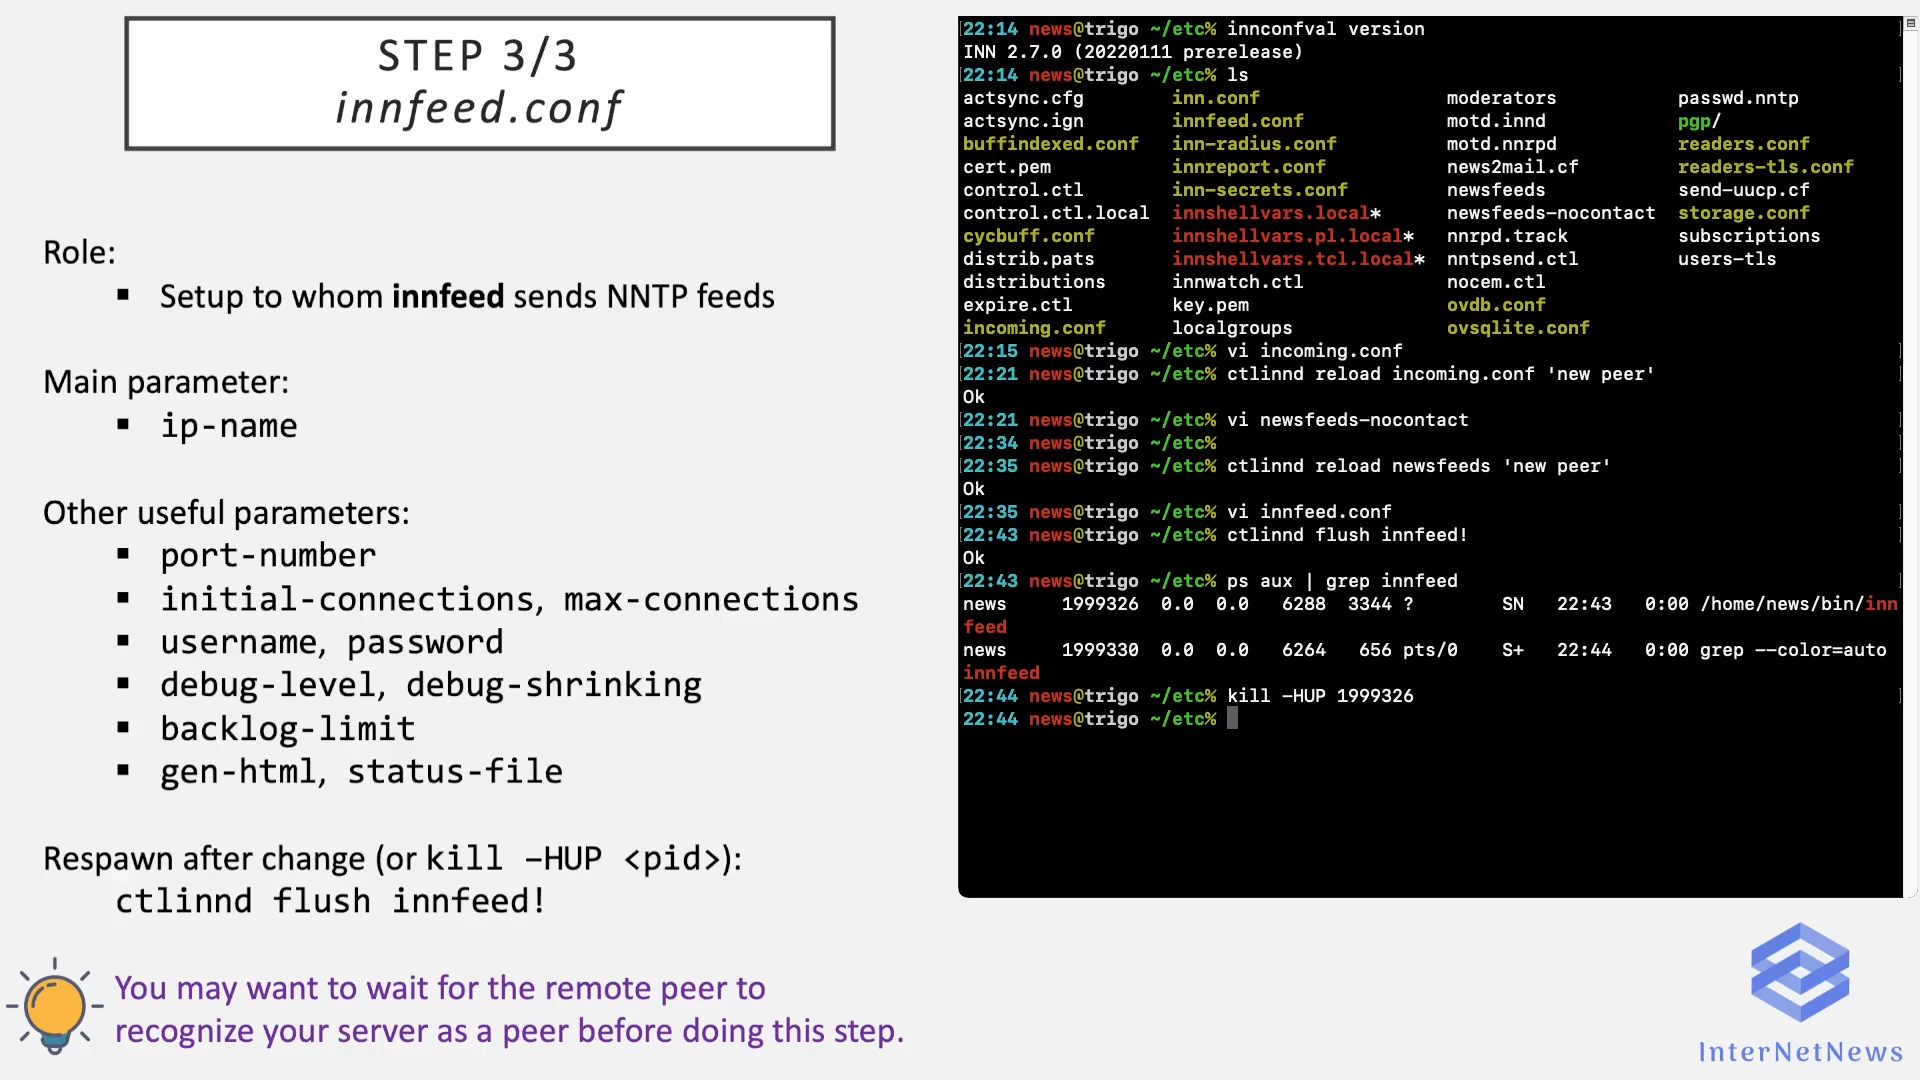 STEP 3/3
innfeed.conf
Role:
▪ Setup to whom innfeed sends NNTP feeds
Main parameter:
▪ ip-name
Other useful parameters:
▪ port-number
▪ initial-connections, max-connections
▪ username, password
▪ debug-level, debug-shrinking
▪ backlog-limit
▪ gen-html, status-file
Respawn after change (or kill –HUP <pid>):
ctlinnd flush innfeed!
You may want to wait for the remote peer to
recognize your server as a peer before doing this step.
[22:14 news@trigo ~/etc% innconfval version ]
INN 2.7.0 (20220111 prerelease)
[22:14 news@trigo ~/etc% ls ]
actsync.cfg inn.conf moderators passwd.nntp
actsync.ign innfeed.conf motd.innd pgp/
buffindexed.conf inn-radius.conf motd.nnrpd readers.conf
cert.pem innreport.conf news2mail.cf readers-tls.conf
control.ctl inn-secrets.conf newsfeeds send-uucp.cf
control.ctl.local innshellvars.local* newsfeeds-nocontact storage.conf
cycbuff.conf innshellvars.pl.local* nnrpd.track subscriptions
distrib.pats innshellvars.tcl.local* nntpsend.ctl users-tls
distributions innwatch.ctl nocem.ctl
expire.ctl key.pem ovdb.conf
incoming.conf localgroups ovsqlite.conf
[22:15 news@trigo ~/etc% vi incoming.conf ]
[22:21 news@trigo ~/etc% ctlinnd reload incoming.conf 'new peer' ]
Ok
[22:21 news@trigo ~/etc% vi newsfeeds-nocontact ]
[22:34 news@trigo ~/etc% ]
[22:35 news@trigo ~/etc% ctlinnd reload newsfeeds 'new peer' ]
Ok
[22:35 news@trigo ~/etc% vi innfeed.conf ]
[22:43 news@trigo ~/etc% ctlinnd flush innfeed! ]
Ok
[22:43 news@trigo ~/etc% ps aux | grep innfeed ]
news 1999326 0.0 0.0 6288 3344 ? SN 22:43 0:00 /home/news/bin/inn
feed
news 1999330 0.0 0.0 6264 656 pts/0 S+ 22:44 0:00 grep --color=auto
innfeed
[22:44 news@trigo ~/etc% kill -HUP 1999326 ]
22:44 news@trigo ~/etc%
InterNetNews